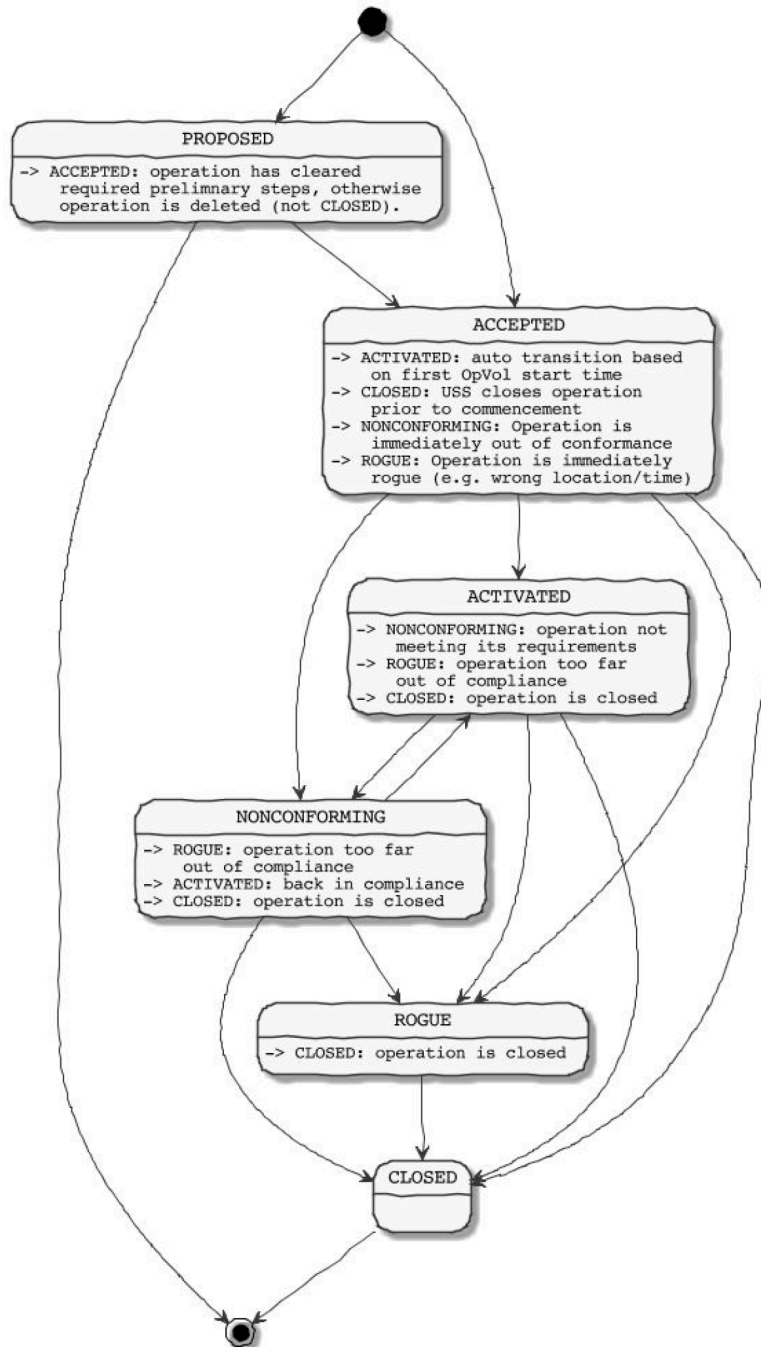 PROPOSED
-> ACCEPTED: operation has cleared
required prelimnary steps, otherwise
operation is deleted (not CLOSED).
ACCEPTED
-> ACTIVATED: auto transition based
on first OpVol start time
-> CLOSED: USS closes operation
prior to commencement
-> NONCONFORMING: Operation is
immediately out of conformance
-> ROGUE: Operation is immediately
rogue (e.g. wrong location/time)
ACTIVATED
-> NONCONFORMING: operation not
meeting its requirements
-> ROGUE: operation too far
out of compliance
-> CLOSED: operation is closed
NONCONFORMING
-> ROGUE: operation too far
out of compliance
-> ACTIVATED: back in compliance
-> CLOSED: operation is closed
ROGUE
-> CLOSED: operation is closed
CLOSED